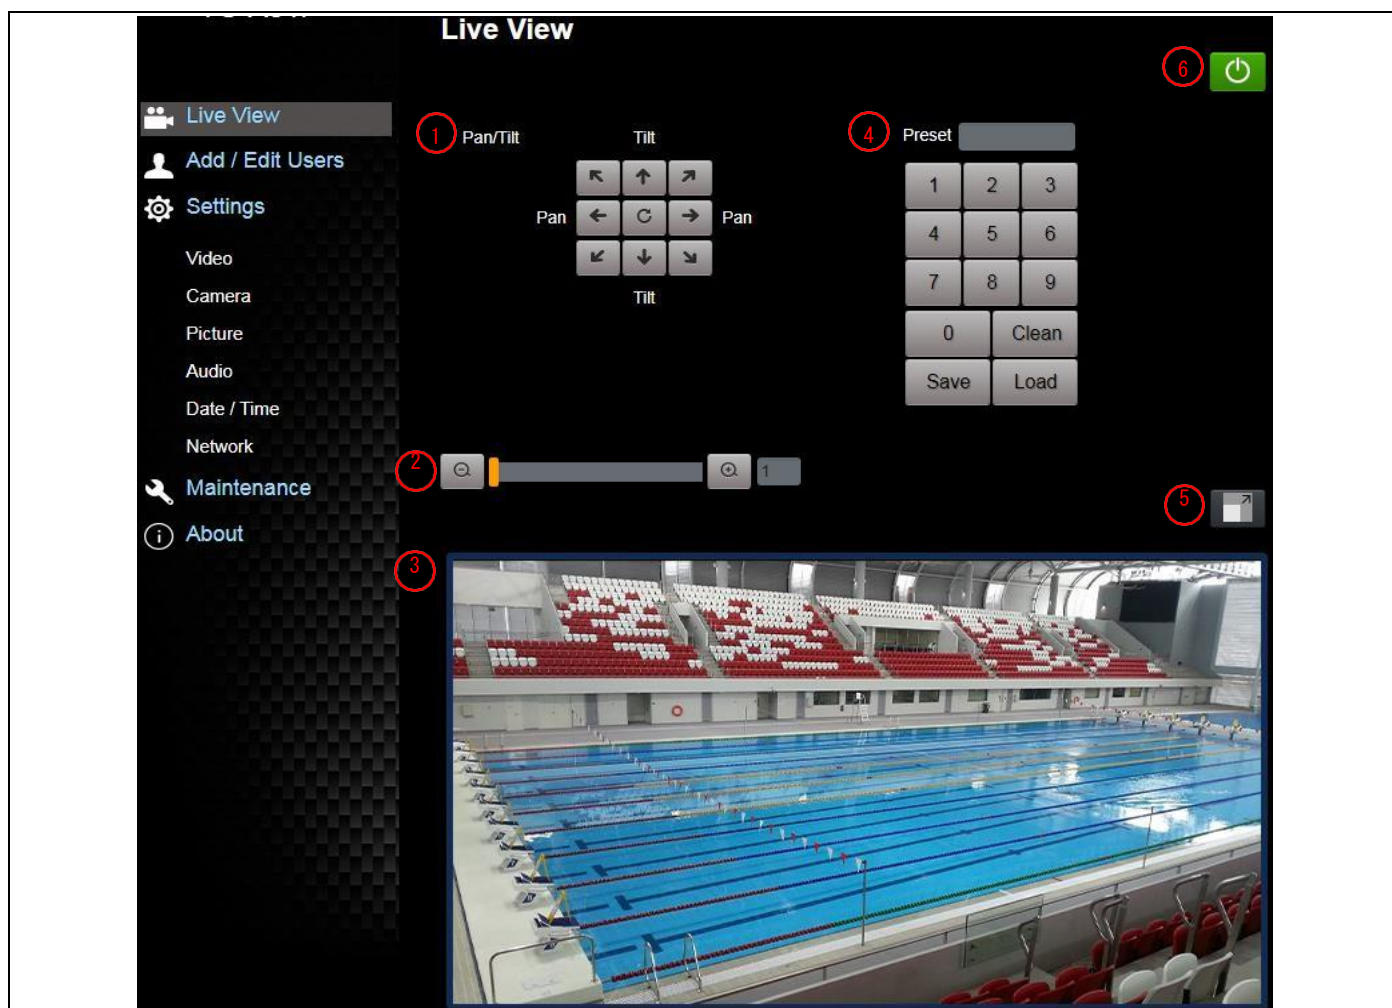 Live View
6
Live View
Add / Edit Users
Settings
Video
Camera
Picture
Audio
Date / Time
Network
Maintenance
About
1 Pan/Tilt
Tilt
Pan
Pan
Tilt
4 Preset
1 2 3
4 5 6
7 8 9
0 Clean
Save Load
2
1
5
3